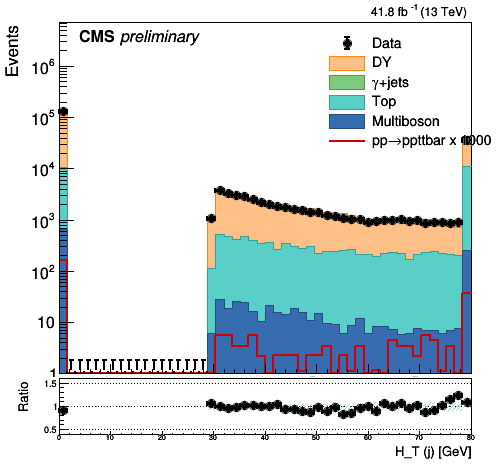 41.8 fb⁻¹ (13 TeV)
CMS preliminary
Events
Data
DY
γ+jets
Top
Multiboson
pp→ppttbar x 1000
10⁶
10⁵
10⁴
10³
10²
10
1
Ratio
1.5
1
0.5
0 10 20 30 40 50 60 70 80
H_T (j) [GeV]